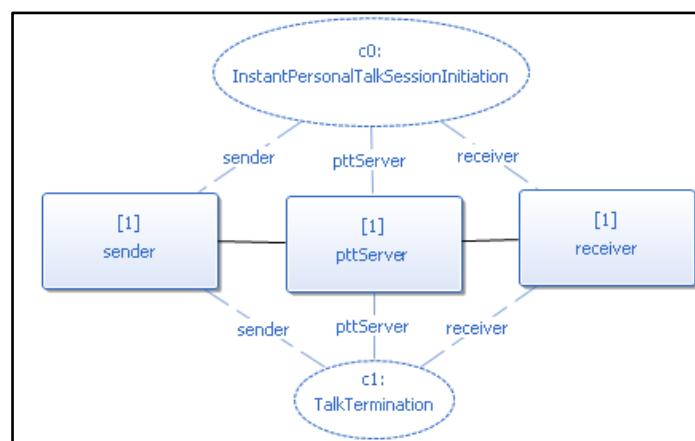 c0:
InstantPersonalTalkSessionInitiation
sender
pttServer
receiver
[1]
sender
[1]
pttServer
[1]
receiver
sender
pttServer
receiver
c1:
TalkTermination